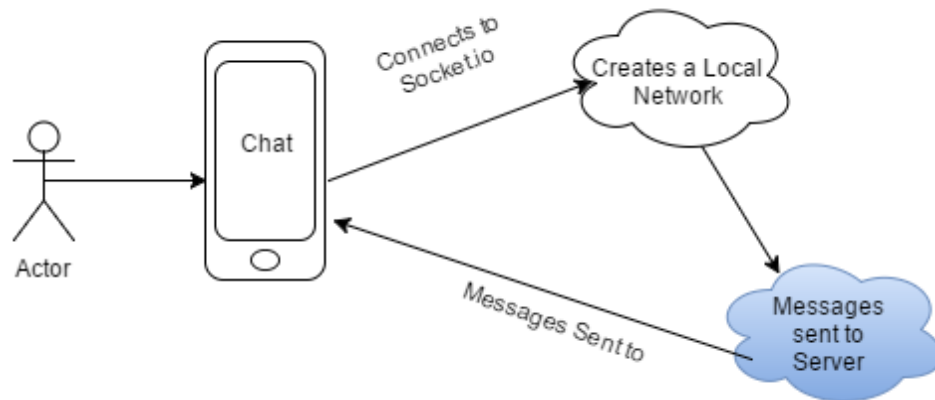 Connects to
Socket.io
Creates a Local
Network
Chat
Actor
Messages Sent to
Messages
sent to
Server